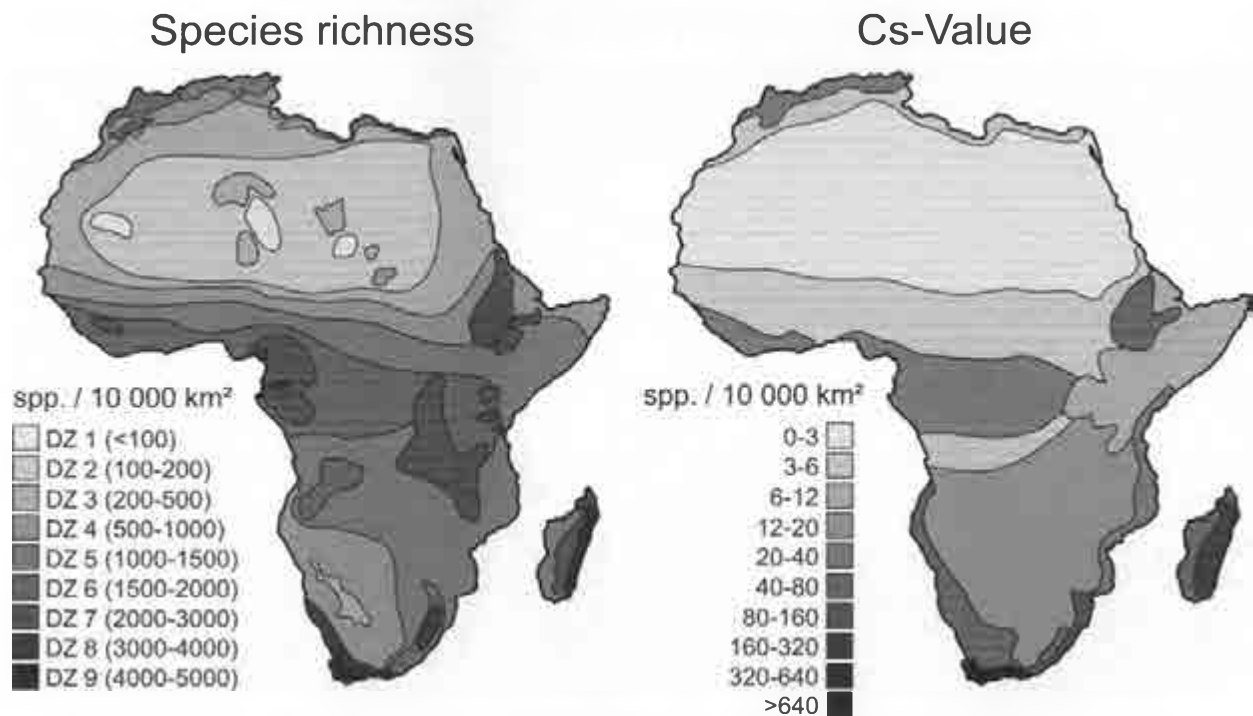 Species richness
Cs-Value
spp. / 10 000 km²
DZ 1 (<100)
DZ 2 (100-200)
DZ 3 (200-500)
DZ 4 (500-1000)
DZ 5 (1000-1500)
DZ 6 (1500-2000)
DZ 7 (2000-3000)
DZ 8 (3000-4000)
DZ 9 (4000-5000)
spp. / 10 000 km²
0-3
3-6
6-12
12-20
20-40
40-80
80-160
160-320
320-640
>640